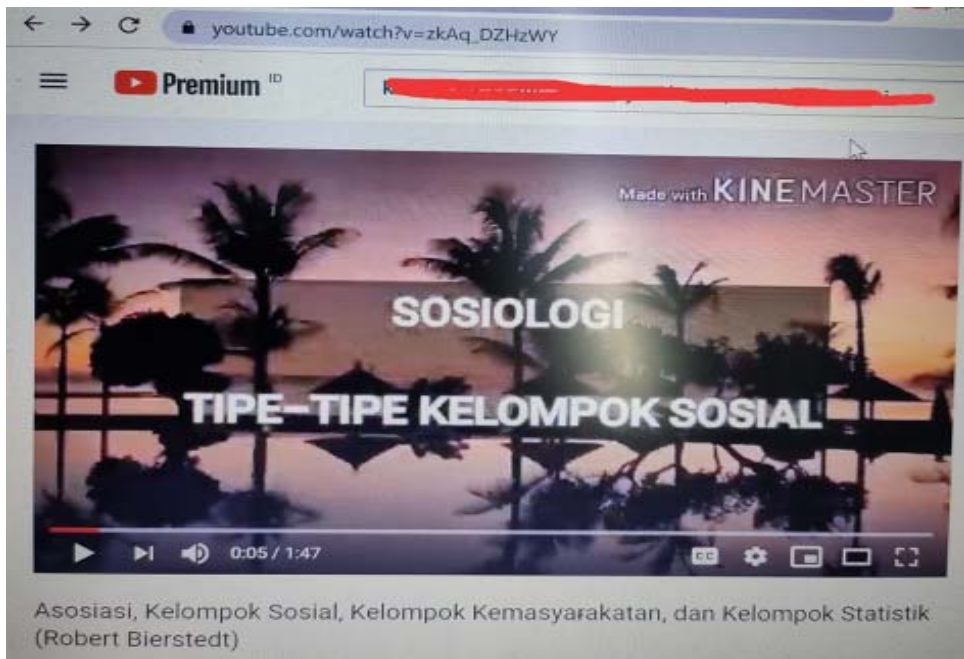 youtube.com/watch?v=zkAq_DZHzWY
Premium ID
Made with KINEMASTER
SOSIOLOGI
TIPE-TIPE KELOMPOK SOSIAL
0:05 / 1:47
CC
Asosiasi, Kelompok Sosial, Kelompok Kemasyarakatan, dan Kelompok Statistik
(Robert Bierstedt)